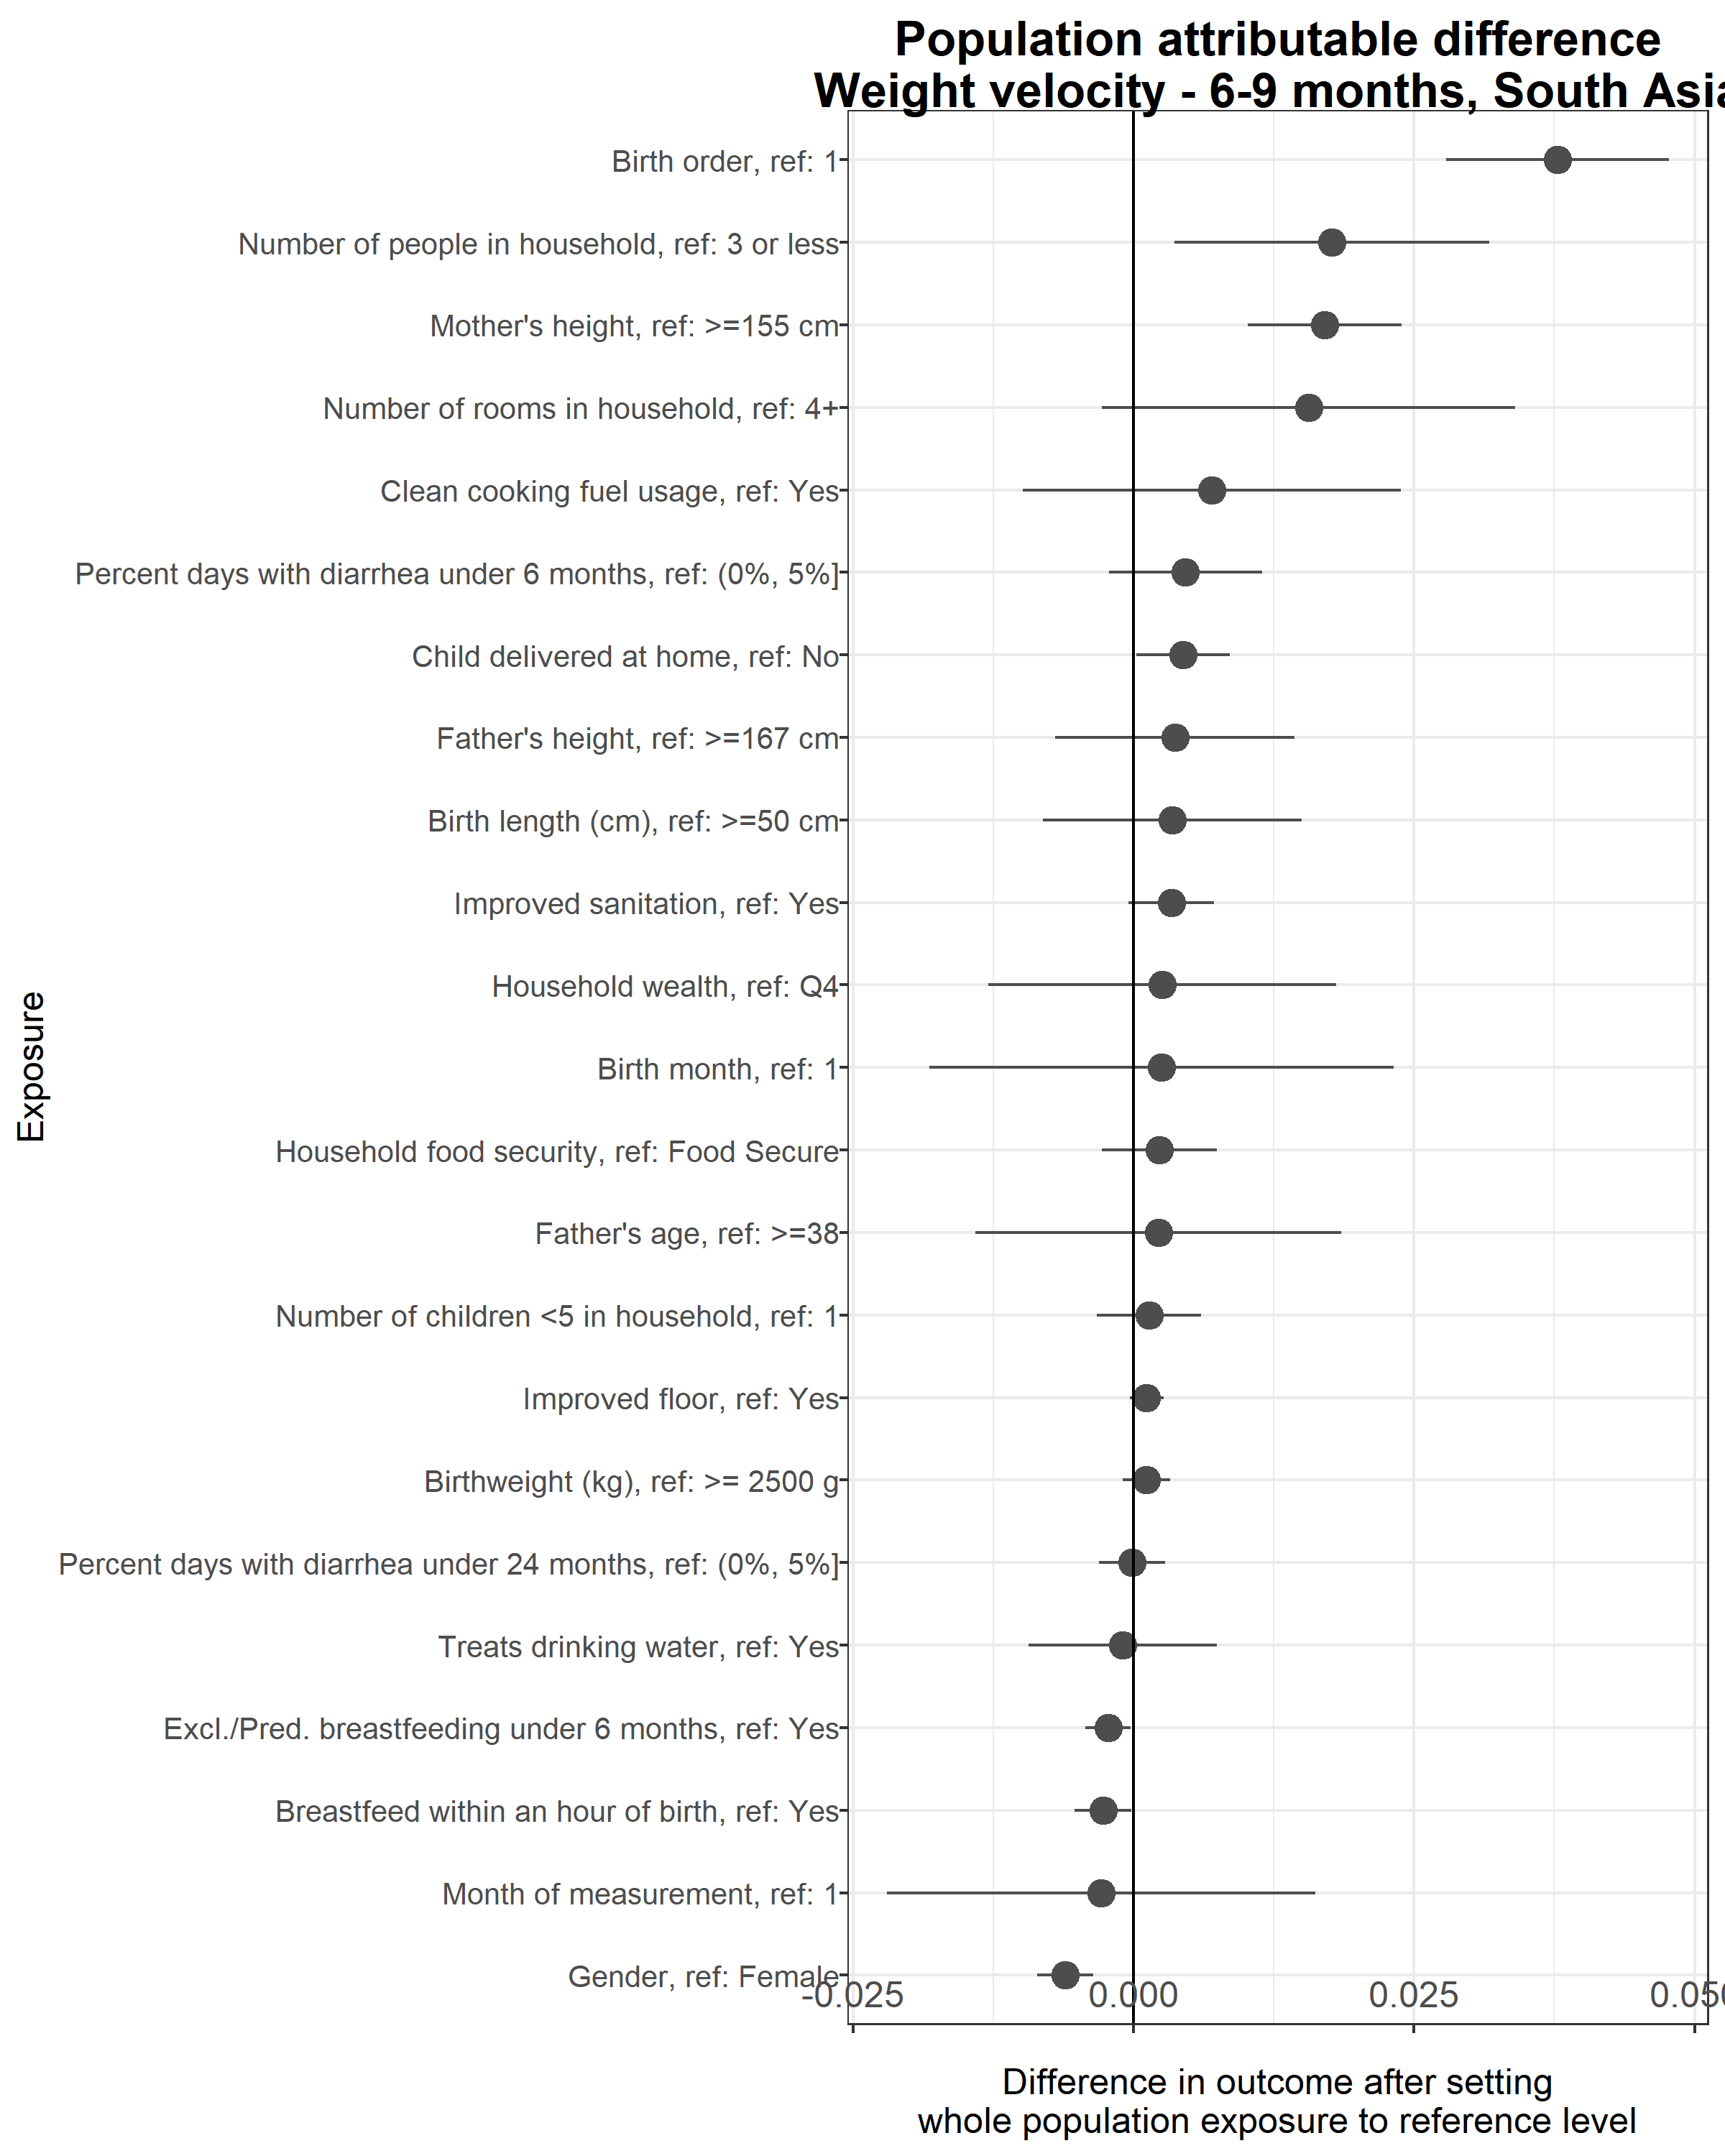 Population attributable difference
Weight velocity - 6-9 months, South Asia
Birth order, ref: 1
Number of people in household, ref: 3 or less
Mother's height, ref: >=155 cm
Number of rooms in household, ref: 4+
Clean cooking fuel usage, ref: Yes
Percent days with diarrhea under 6 months, ref: (0%, 5%]
Child delivered at home, ref: No
Father's height, ref: >=167 cm
Birth length (cm), ref: >=50 cm
Improved sanitation, ref: Yes
Household wealth, ref: Q4
Birth month, ref: 1
Household food security, ref: Food Secure
Father's age, ref: >=38
Number of children <5 in household, ref: 1
Improved floor, ref: Yes
Birthweight (kg), ref: >= 2500 g
Percent days with diarrhea under 24 months, ref: (0%, 5%]
Treats drinking water, ref: Yes
Excl./Pred. breastfeeding under 6 months, ref: Yes
Breastfeed within an hour of birth, ref: Yes
Month of measurement, ref: 1
Gender, ref: Female
Exposure
-0.025 0.000 0.025 0.050
Difference in outcome after setting
whole population exposure to reference level